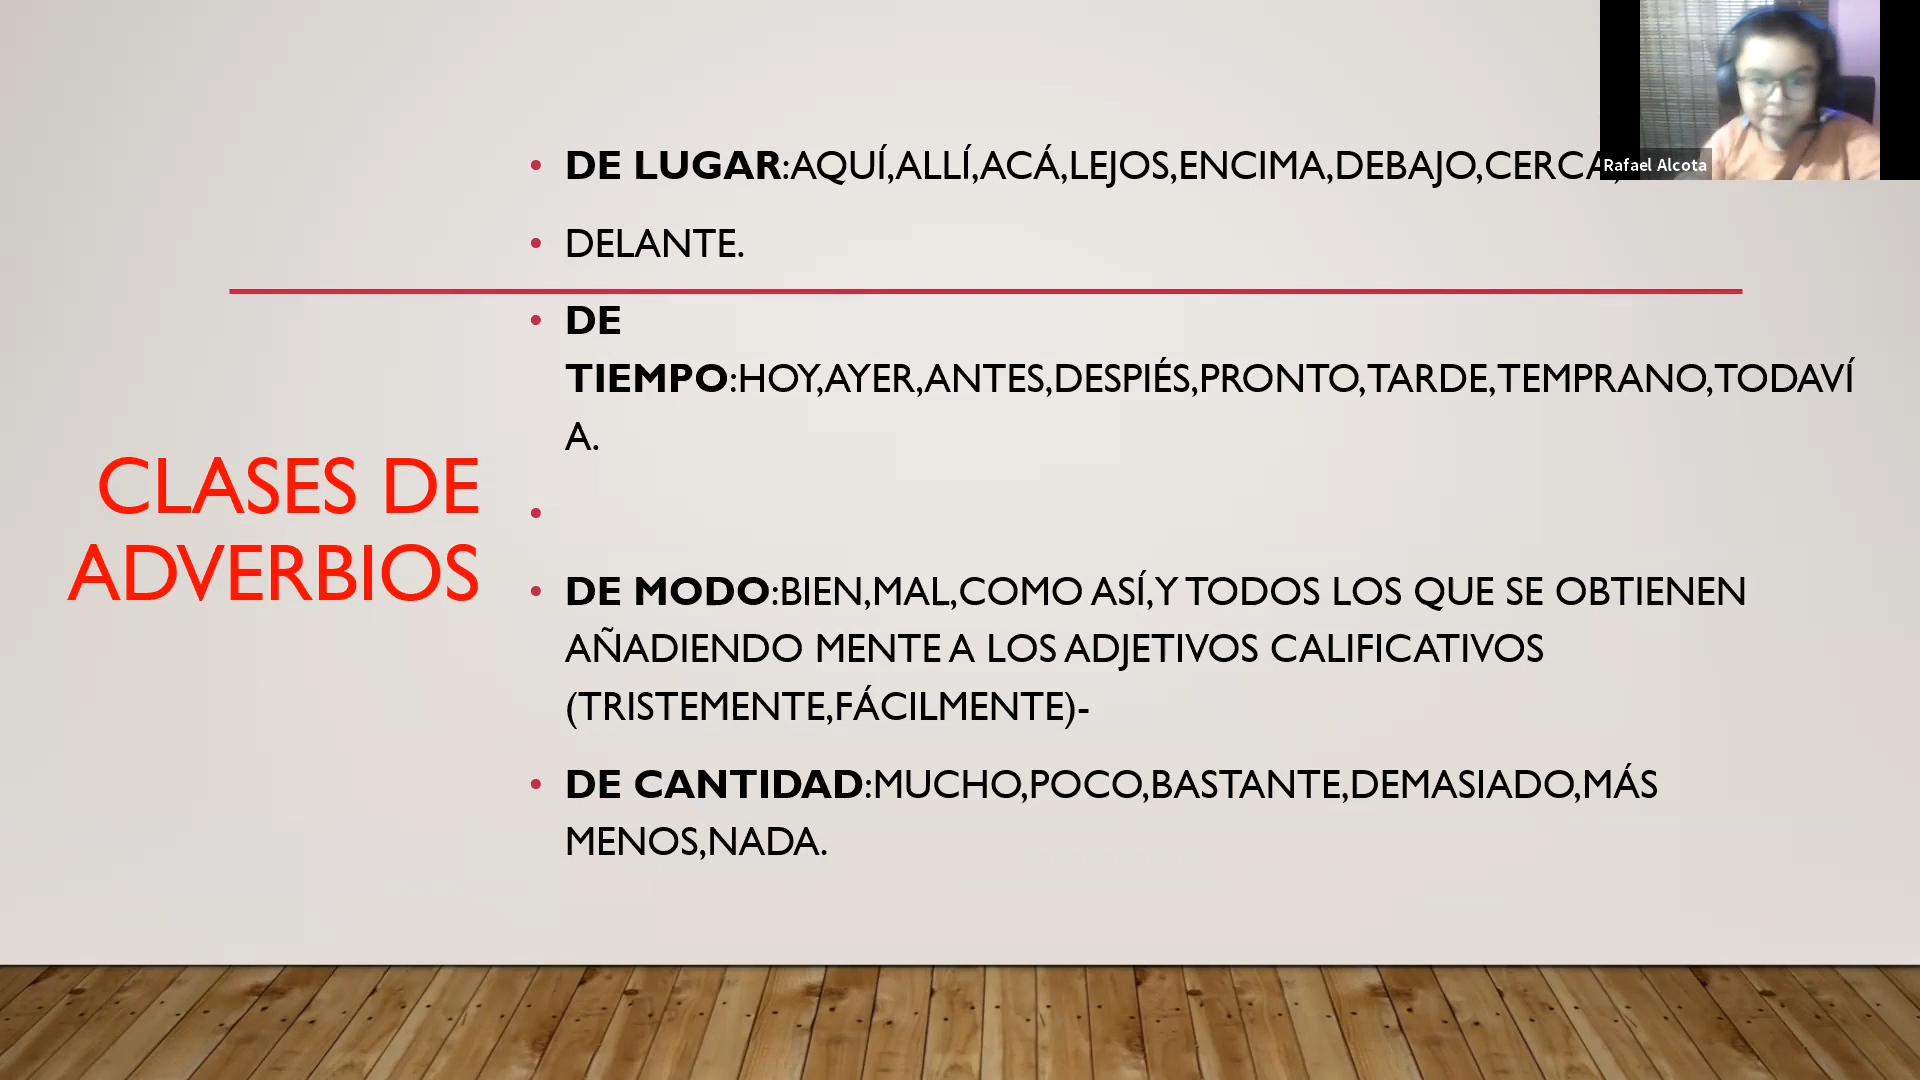 DE LUGAR:AQUÍ,ALLÍ,ACÁ,LEJOS,ENCIMA,DEBAJO,CERCA,
Rafael Alcota
DELANTE.
DE
TIEMPO:HOY,AYER,ANTES,DESPIÉS,PRONTO,TARDE,TEMPRANO,TODAVÍ
A.
CLASES DE
ADVERBIOS
DE MODO:BIEN,MAL,COMO ASÍ,Y TODOS LOS QUE SE OBTIENEN
AÑADIENDO MENTE A LOS ADJETIVOS CALIFICATIVOS
(TRISTEMENTE,FÁCILMENTE)-
DE CANTIDAD:MUCHO,POCO,BASTANTE,DEMASIADO,MÁS
MENOS,NADA.